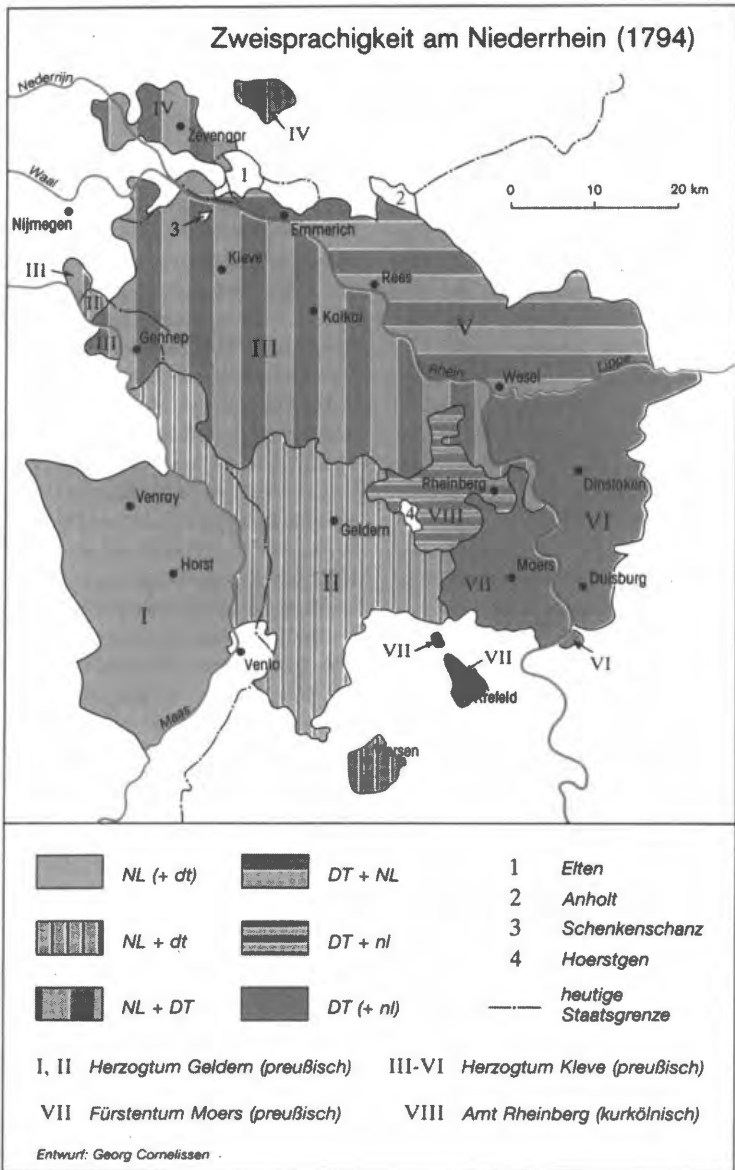 Zweisprachigkeit am Niederrhein (1794)
Nederrijn
IV
Zevenaar
IV
1
2
Waal
0 10 20 km
Nijmegen
3
Emmerich
III
Kleve
Rees
II
Kalkar
V
III
Gennep
III
Rhein
Wesel
Lippe
Rheinberg
Dinslaken
Venray
4
VIII
Geldern
VI
Horst
II
Moers
VII
Duisburg
I
VII
VII
VI
Venlo
Krefeld
Maas
NL (+ dt)
DT + NL
1 Elten
2 Anholt
NL + dt
DT + nl
3 Schenkenschanz
4 Hoerstgen
NL + DT
DT (+ nl)
heutige
Staatsgrenze
I, II Herzogtum Geldern (preußisch)
III-VI Herzogtum Kleve (preußisch)
VII Fürstentum Moers (preußisch)
VIII Amt Rheinberg (kurkölnisch)
Entwurf: Georg Cornelissen